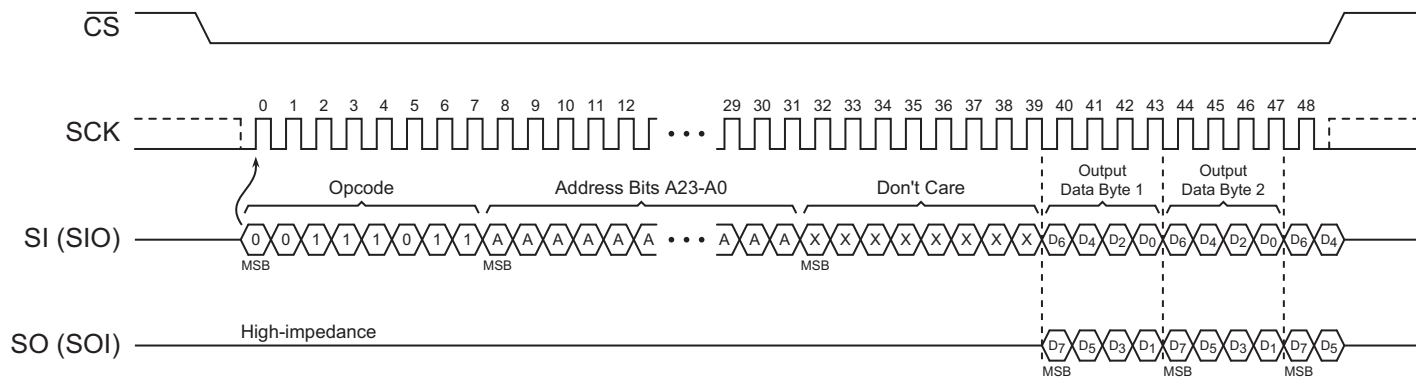 CS
SCK
0 1 2 3 4 5 6 7 8 9 10 11 12 29 30 31 32 33 34 35 36 37 38 39 40 41 42 43 44 45 46 47 48
Opcode
Address Bits A23-A0
Don't Care
Output
Data Byte 1
Output
Data Byte 2
SI (SIO)
0 0 1 1 1 0 1 1 A A A A A A A A A X X X X X X X X D6 D4 D2 D0 D6 D4 D2 D0 D6 D4
MSB MSB MSB
SO (SOI)
High-impedance
D7 D5 D3 D1 D7 D5 D3 D1 D7 D5
MSB MSB MSB